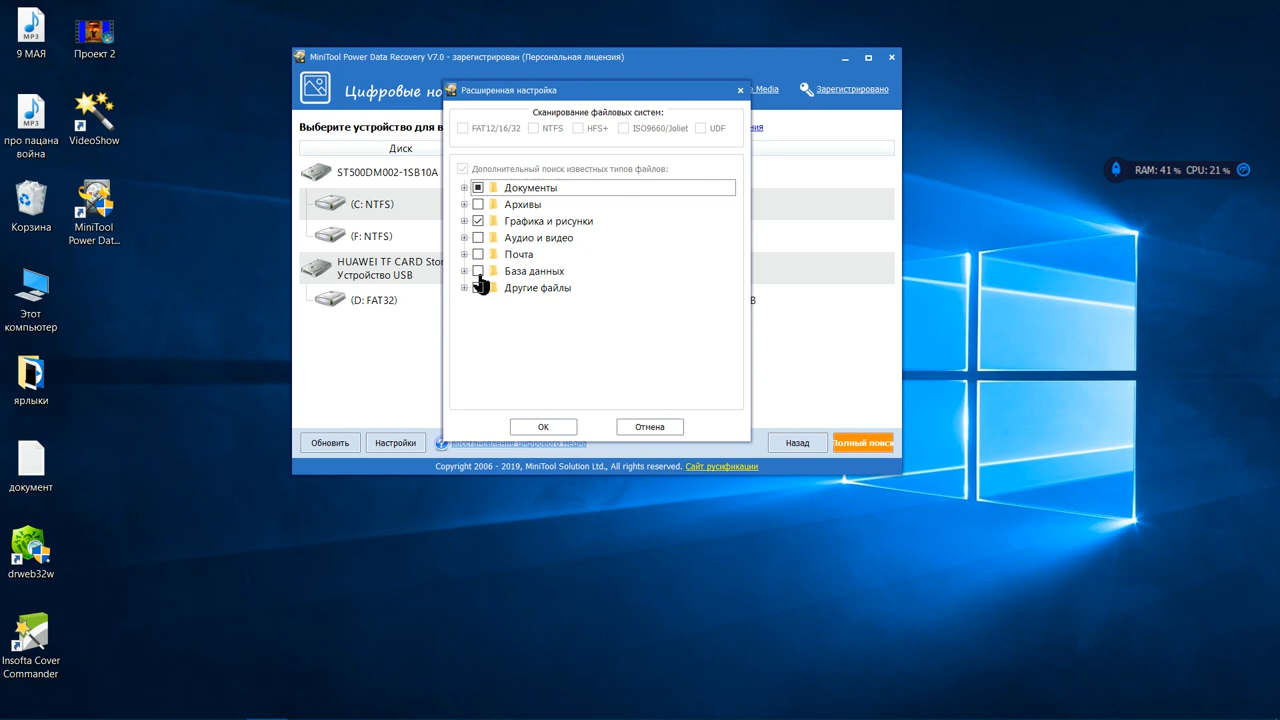 9 МАЯ
Проект 2
про пацана
война
VideoShow
Корзина
MiniTool
Power Dat...
Этот
компьютер
ярлыки
документ
drweb32w
Insofta Cover
Commander
MiniTool Power Data Recovery V7.0 - зарегистрирован (Персональная лицензия)
Цифровые но
e Media
Зарегистрировано
Выберите устройство для в
ния
Диск
ST500DM002-1SB10A
(C: NTFS)
(F: NTFS)
HUAWEI TF CARD Stor
Устройство USB
(D: FAT32)
B
Расширенная настройка
Сканирование файловых систем:
FAT12/16/32
NTFS
HFS+
ISO9660/Joliet
UDF
Дополнительный поиск известных типов файлов:
Документы
Архивы
Графика и рисунки
Аудио и видео
Почта
База данных
Другие файлы
OK
Отмена
Обновить
Настройки
восстановление цифрового медиа
Назад
Полный поиск
Copyright 2006 - 2019, MiniTool Solution Ltd., All rights reserved. Сайт русификации
RAM: 41 % CPU: 21 %